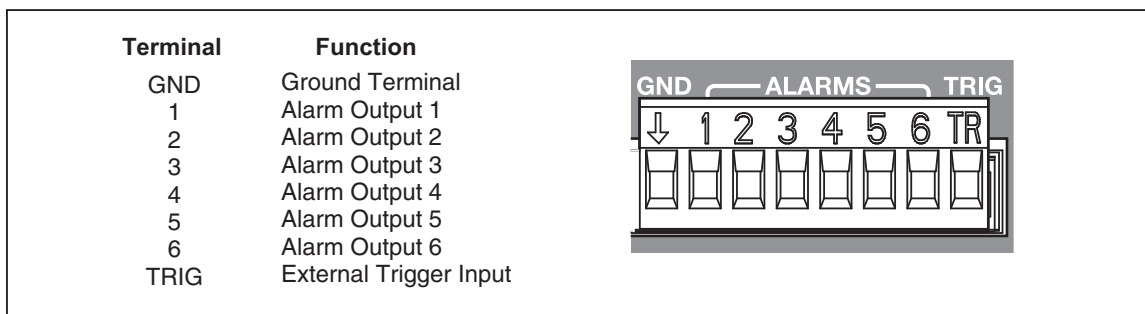 Terminal Function
GND Ground Terminal
1 Alarm Output 1
2 Alarm Output 2
3 Alarm Output 3
4 Alarm Output 4
5 Alarm Output 5
6 Alarm Output 6
TRIG External Trigger Input
GND ALARMS TRIG
↓ 1 2 3 4 5 6 TR